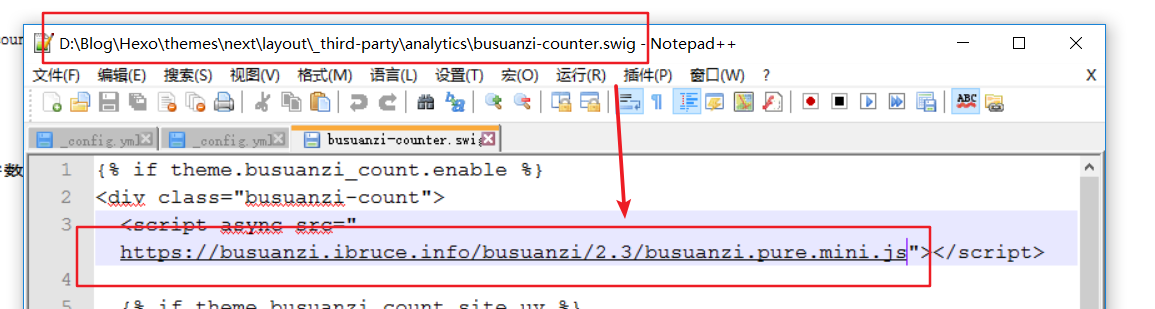 D:\Blog\Hexo\themes\next\layout\_third-party\analytics\busuanzi-counter.swig - Notepad++
文件(F) 编辑(E) 搜索(S) 视图(V) 格式(M) 语言(L) 设置(T) 宏(O) 运行(R) 插件(P) 窗口(W) ? X
ABC
_config.yml _config.yml busuanzi-counter.swig
数
1 {% if theme.busuanzi_count.enable %}
2 <div class="busuanzi-count">
3 <script async src="
https://busuanzi.ibruce.info/busuanzi/2.3/busuanzi.pure.mini.js"></script>
4
5 {% if theme.busuanzi_count.site_uv %}